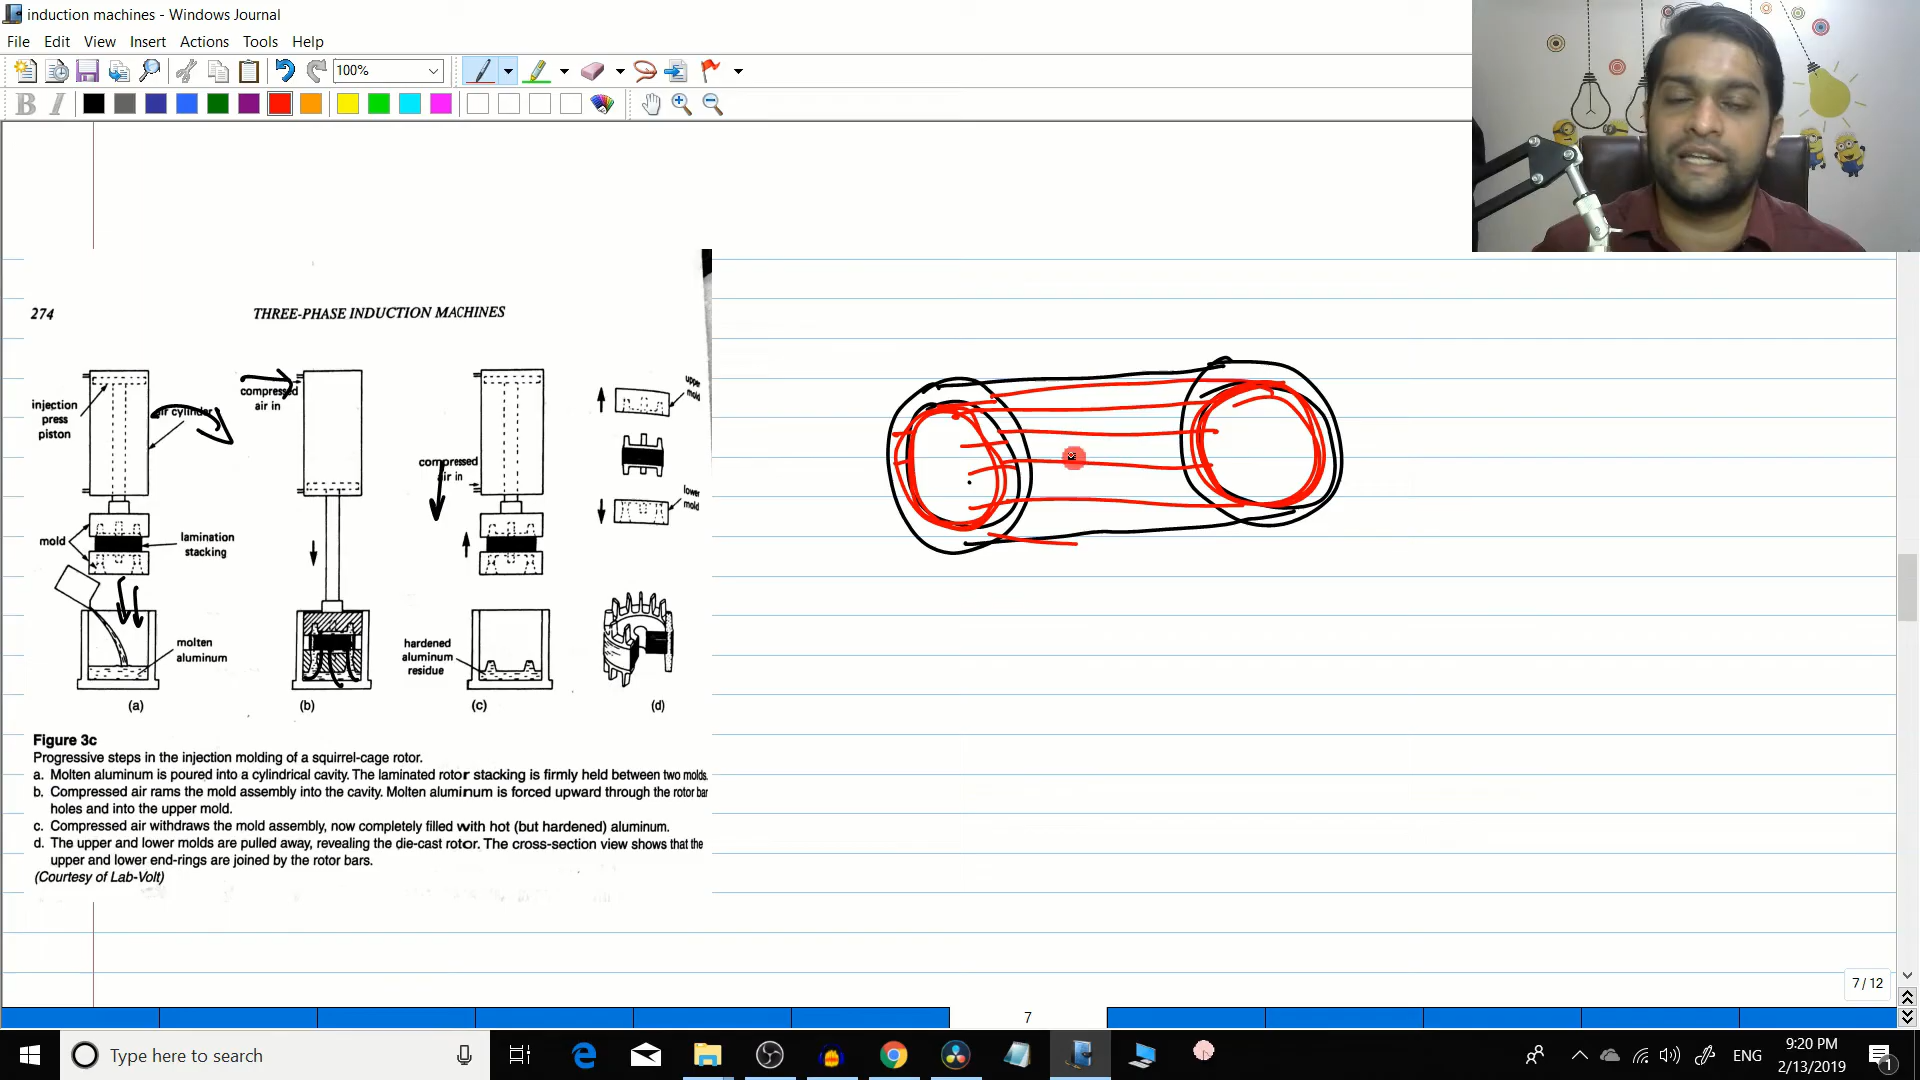 induction machines - Windows Journal
File Edit View Insert Actions Tools Help
100%
B I
274 THREE-PHASE INDUCTION MACHINES
injection
press
piston
air cylinder
mold
lamination
stacking
molten
aluminum
(a)
compressed
air in
(b)
compressed
air in
hardened
aluminum
residue
(c)
upper
mold
lower
mold
(d)
Figure 3c
Progressive steps in the injection molding of a squirrel-cage rotor.
a. Molten aluminum is poured into a cylindrical cavity. The laminated rotor stacking is firmly held between two molds.
b. Compressed air rams the mold assembly into the cavity. Molten aluminum is forced upward through the rotor bar
holes and into the upper mold.
c. Compressed air withdraws the mold assembly, now completely filled with hot (but hardened) aluminum.
d. The upper and lower molds are pulled away, revealing the die-cast rotor. The cross-section view shows that the
upper and lower end-rings are joined by the rotor bars.
(Courtesy of Lab-Volt)
7 / 12
7
Type here to search
ENG
9:20 PM
2/13/2019
1